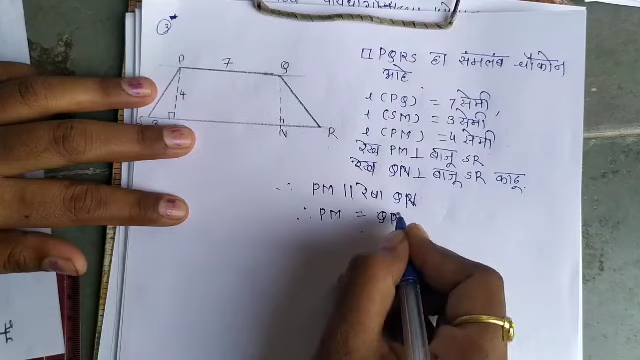 ③*
P 7 Q
4
N R
□ PQRS हा समलंब चौकोन
आहे
l(PQ) = 7 सेमी,
l(SM) = 3 सेमी,
l(PM) = 4 सेमी
रेख PM ⊥ बाजू SR
रेख QN ⊥ बाजू SR काढू.
∴ PM || रेषा QN
∴ PM = Q